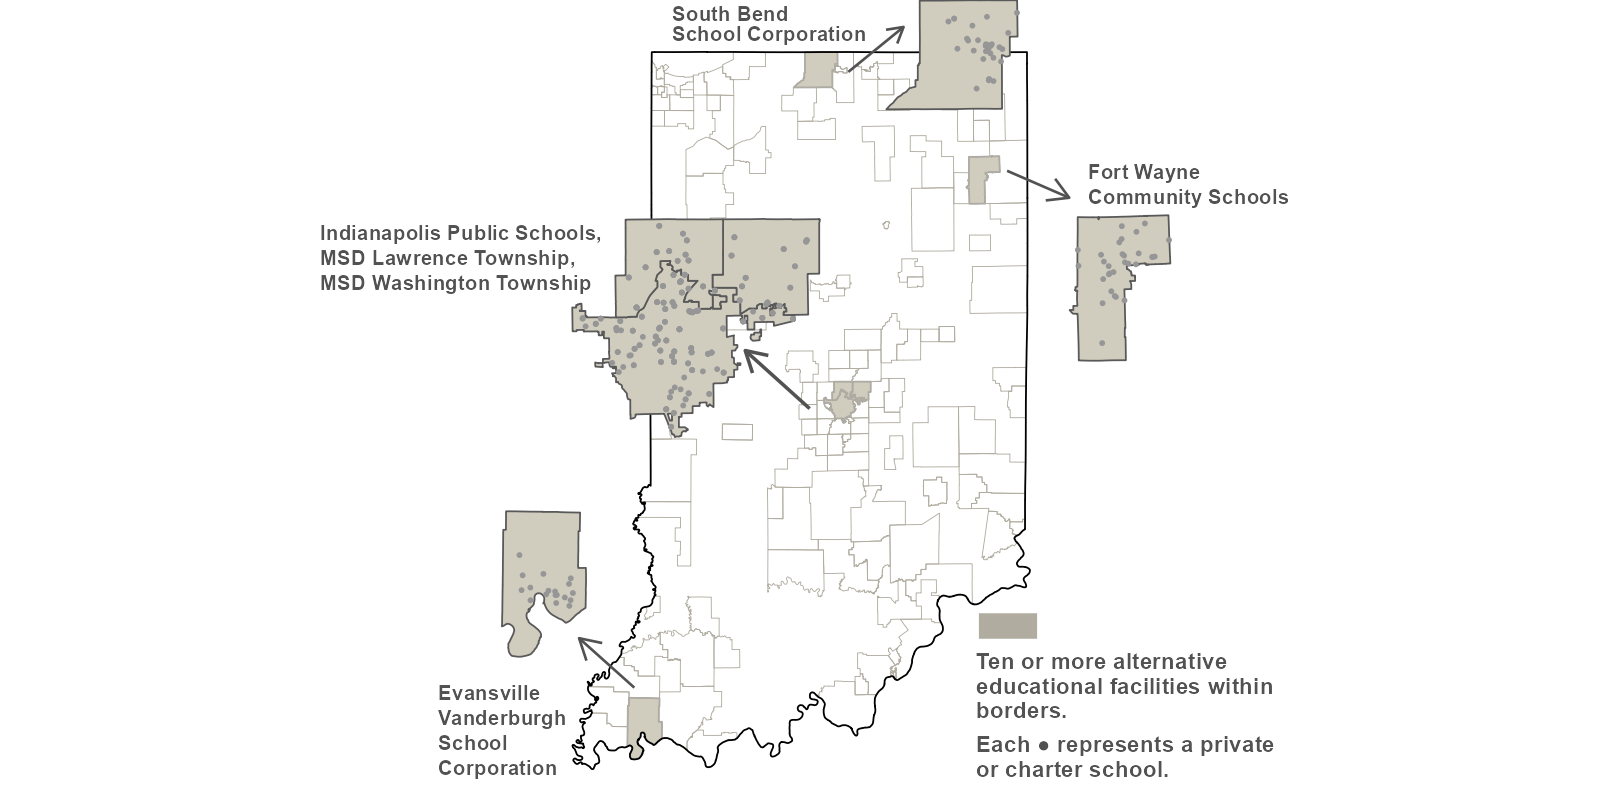 South Bend
School Corporation
Fort Wayne
Community Schools
Indianapolis Public Schools,
MSD Lawrence Township,
MSD Washington Township
Evansville
Vanderburgh
School
Corporation
Ten or more alternative
educational facilities within
borders.
Each ● represents a private
or charter school.